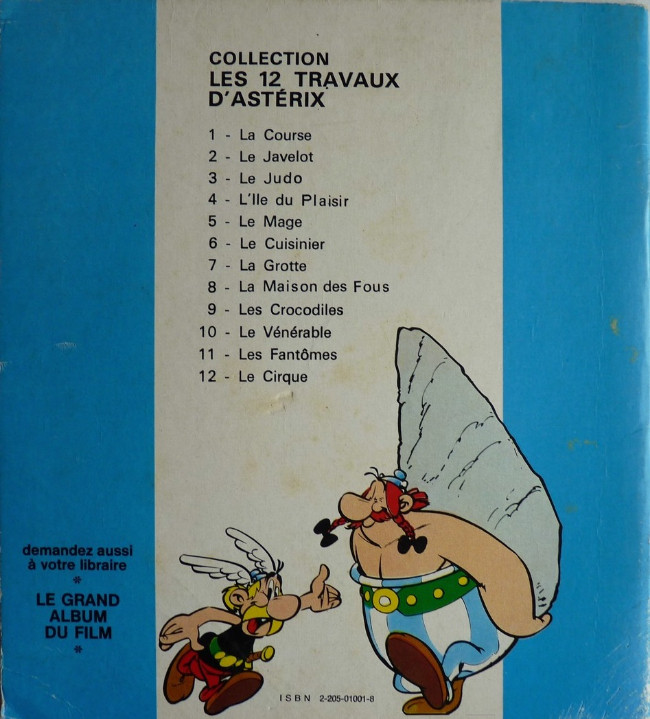 COLLECTION
LES 12 TRAVAUX
D'ASTÉRIX
1 - La Course
2 - Le Javelot
3 - Le Judo
4 - L'Ile du Plaisir
5 - Le Mage
6 - Le Cuisinier
7 - La Grotte
8 - La Maison des Fous
9 - Les Crocodiles
10 - Le Vénérable
11 - Les Fantômes
12 - Le Cirque
demandez aussi
à votre libraire
*
LE GRAND
ALBUM
DU FILM
*
ISBN 2-205-01001-8